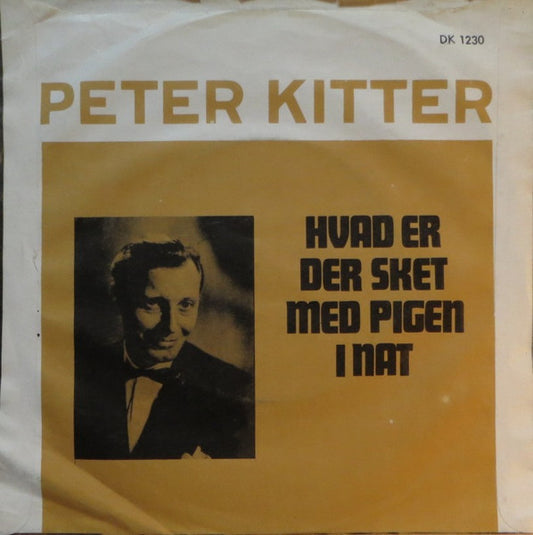 DK 1230
PETER KITTER
HVAD ER
DER SKET
MED PIGEN
I NAT